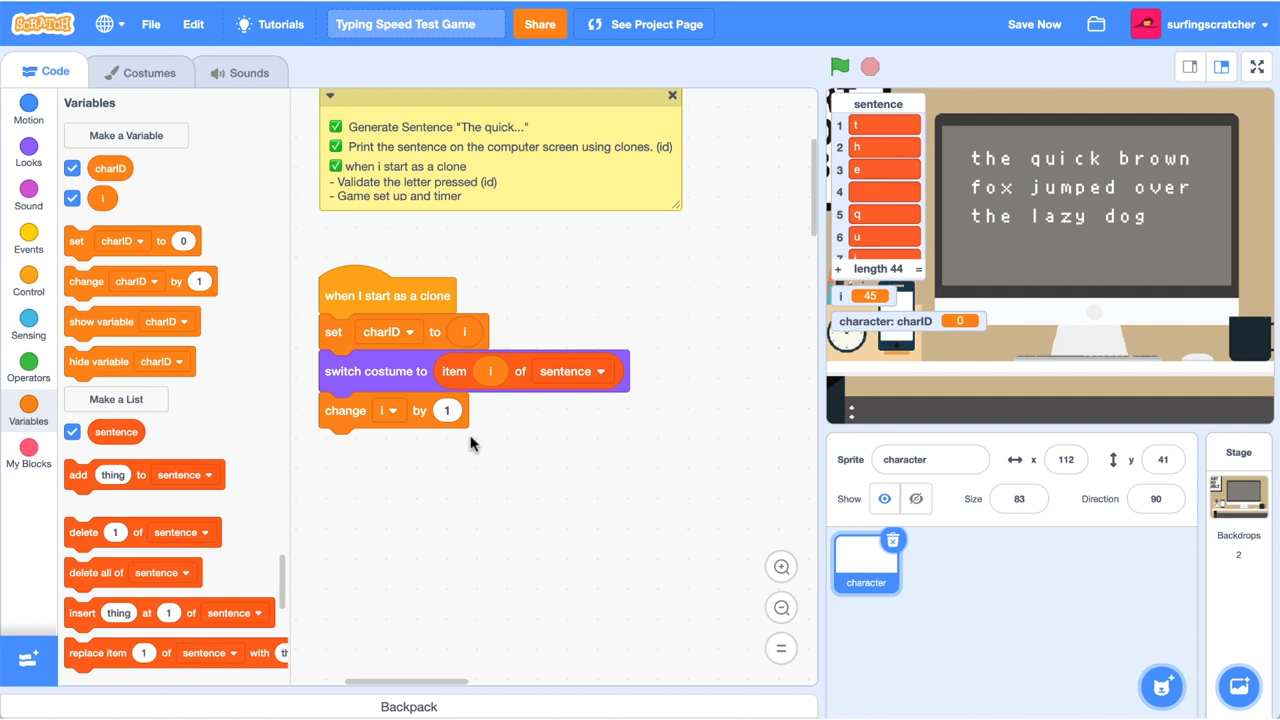 SCRATCH File Edit Tutorials Typing Speed Test Game Share See Project Page Save Now surfingscratcher
Code Costumes Sounds
Motion
Looks
Sound
Events
Control
Sensing
Operators
Variables
My Blocks
Variables
Make a Variable
charID
i
set charID to 0
change charID by 1
show variable charID
hide variable charID
Make a List
sentence
add thing to sentence
delete 1 of sentence
delete all of sentence
insert thing at 1 of sentence
replace item 1 of sentence with
Generate Sentence "The quick..."
Print the sentence on the computer screen using clones. (id)
when i start as a clone
- Validate the letter pressed (id)
- Game set up and timer
when I start as a clone
set charID to i
switch costume to item i of sentence
change i by 1
Backpack
sentence
1 t
2 h
3 e
4
5 q
6 u
7 i
+ length 44 =
i 45
character: charID 0
the quick brown
fox jumped over
the lazy dog
:
Sprite character x 112 y 41
Show Size 83 Direction 90
character
Stage
Backdrops
2